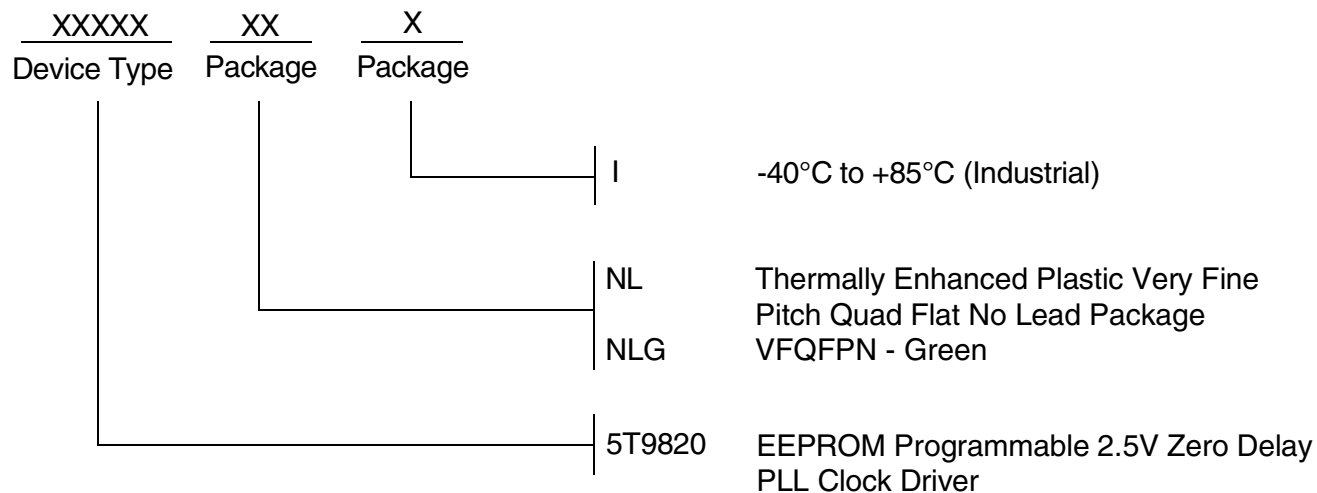 XXXXX XX X
Device Type Package Package
I -40°C to +85°C (Industrial)
NL Thermally Enhanced Plastic Very Fine
Pitch Quad Flat No Lead Package
NLG VFQFPN - Green
5T9820 EEPROM Programmable 2.5V Zero Delay
PLL Clock Driver